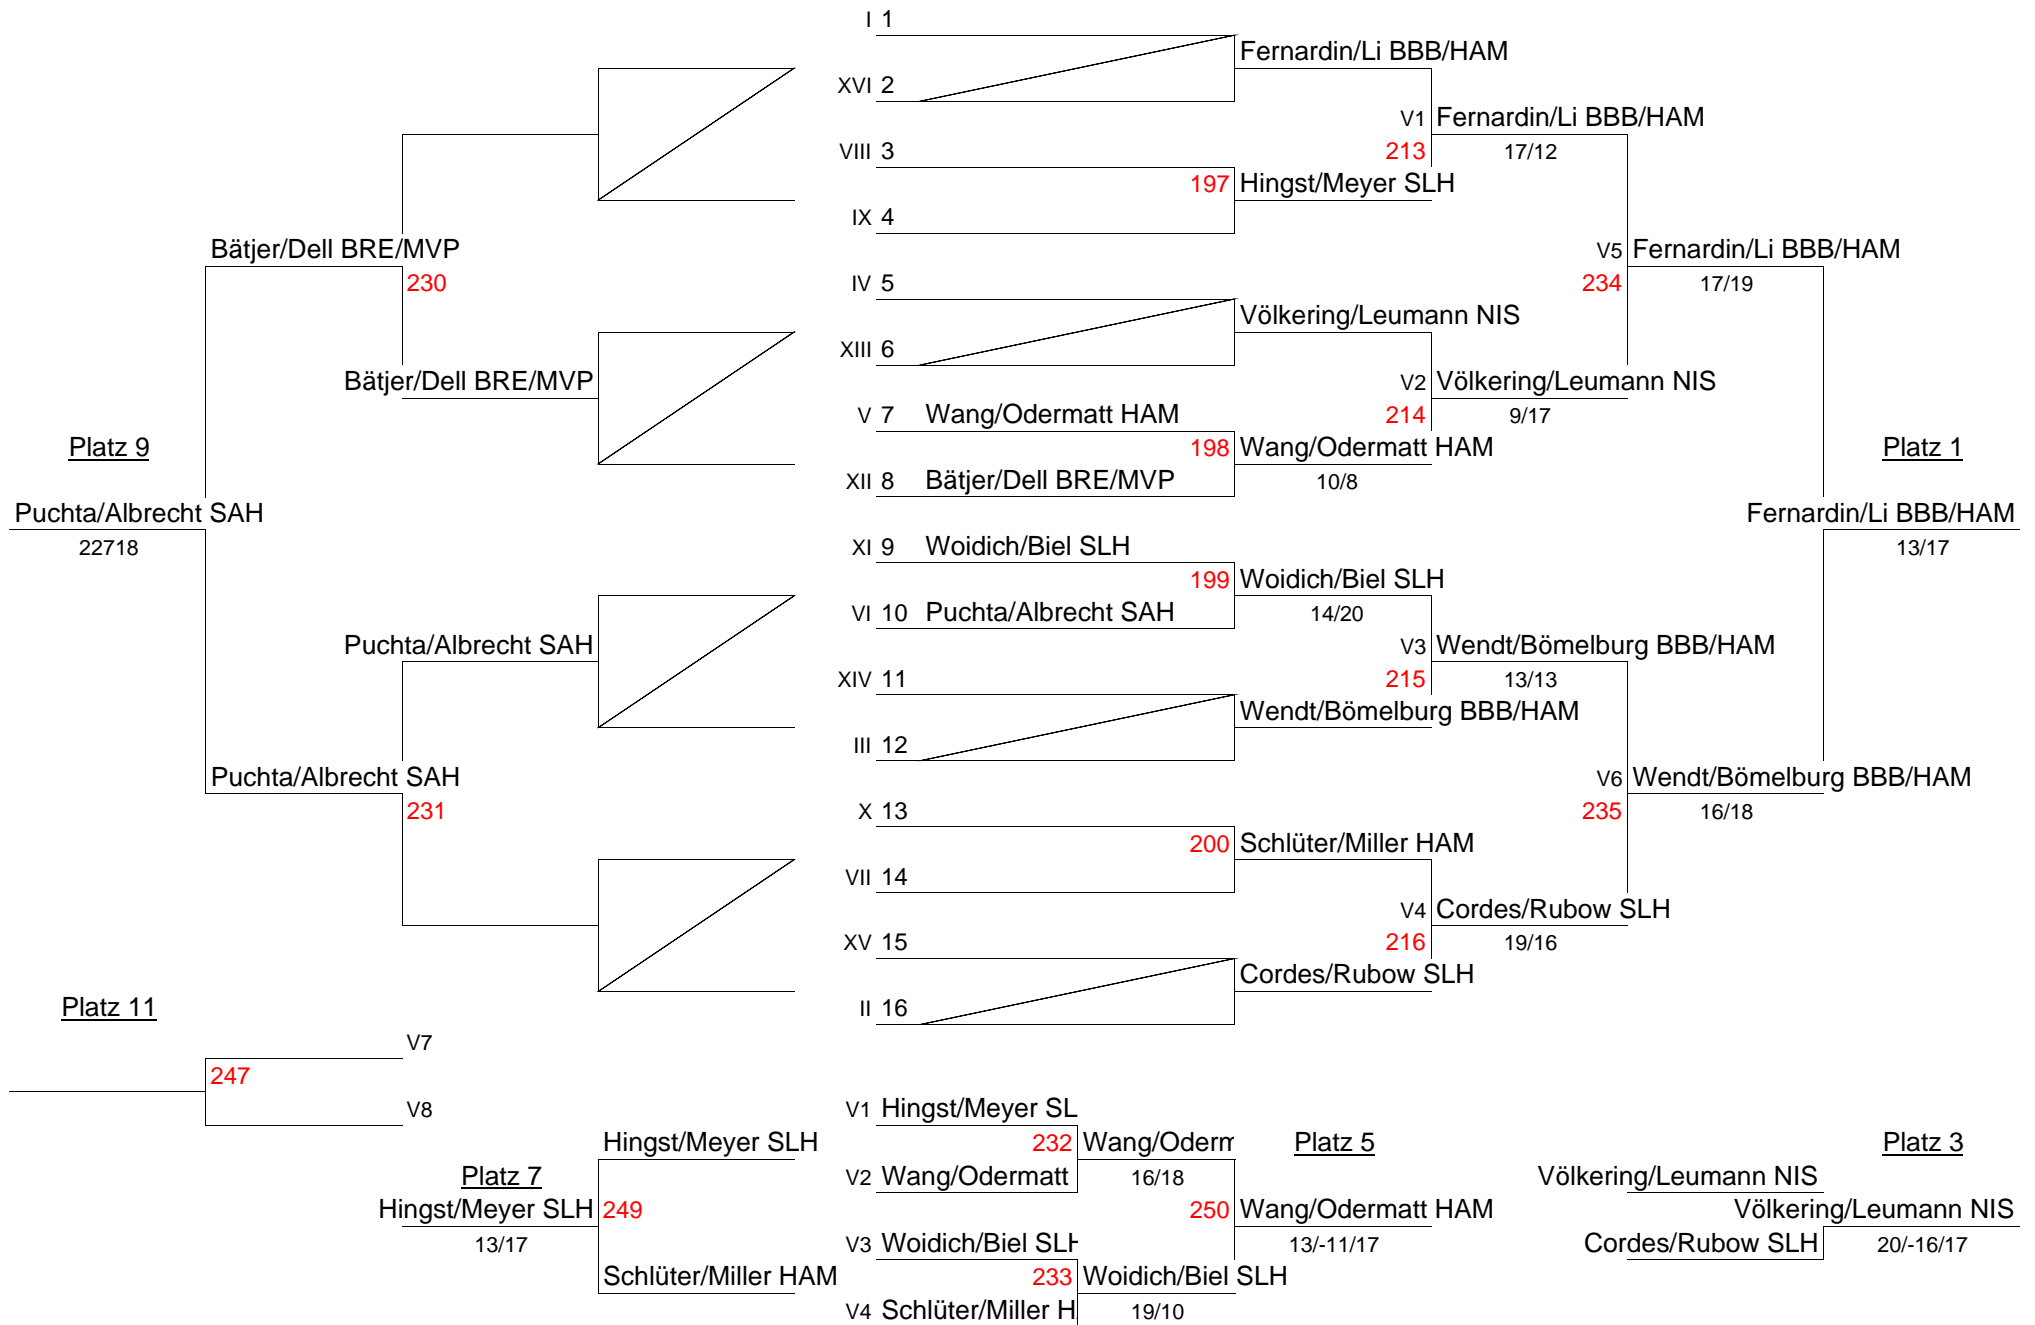 I 1
Fernardin/Li BBB/HAM
XVI 2
V1 Fernardin/Li BBB/HAM
213 17/12
VIII 3
197 Hingst/Meyer SLH
IX 4
Bätjer/Dell BRE/MVP
230
V5 Fernardin/Li BBB/HAM
234 17/19
IV 5
Völkering/Leumann NIS
XIII 6
Bätjer/Dell BRE/MVP
V2 Völkering/Leumann NIS
214 9/17
V 7 Wang/Odermatt HAM
198 Wang/Odermatt HAM
10/8
XII 8 Bätjer/Dell BRE/MVP
Platz 9
Puchta/Albrecht SAH
22718
Platz 1
Fernardin/Li BBB/HAM
13/17
XI 9 Woidich/Biel SLH
199 Woidich/Biel SLH
14/20
VI 10 Puchta/Albrecht SAH
Puchta/Albrecht SAH
V3 Wendt/Bömelburg BBB/HAM
215 13/13
XIV 11
Wendt/Bömelburg BBB/HAM
III 12
Puchta/Albrecht SAH
231
V6 Wendt/Bömelburg BBB/HAM
235 16/18
X 13
200 Schlüter/Miller HAM
VII 14
V4 Cordes/Rubow SLH
216 19/16
XV 15
Cordes/Rubow SLH
II 16
Platz 11
V7
247
V8
V1 Hingst/Meyer SL
232 Wang/Oderm
V2 Wang/Odermatt
16/18
Hingst/Meyer SLH
Platz 7
Hingst/Meyer SLH 249
13/17
Schlüter/Miller HAM
Platz 5
250 Wang/Odermatt HAM
13/-11/17
V3 Woidich/Biel SLH
233 Woidich/Biel SLH
V4 Schlüter/Miller H
19/10
Platz 3
Völkering/Leumann NIS
Völkering/Leumann NIS
Cordes/Rubow SLH 20/-16/17